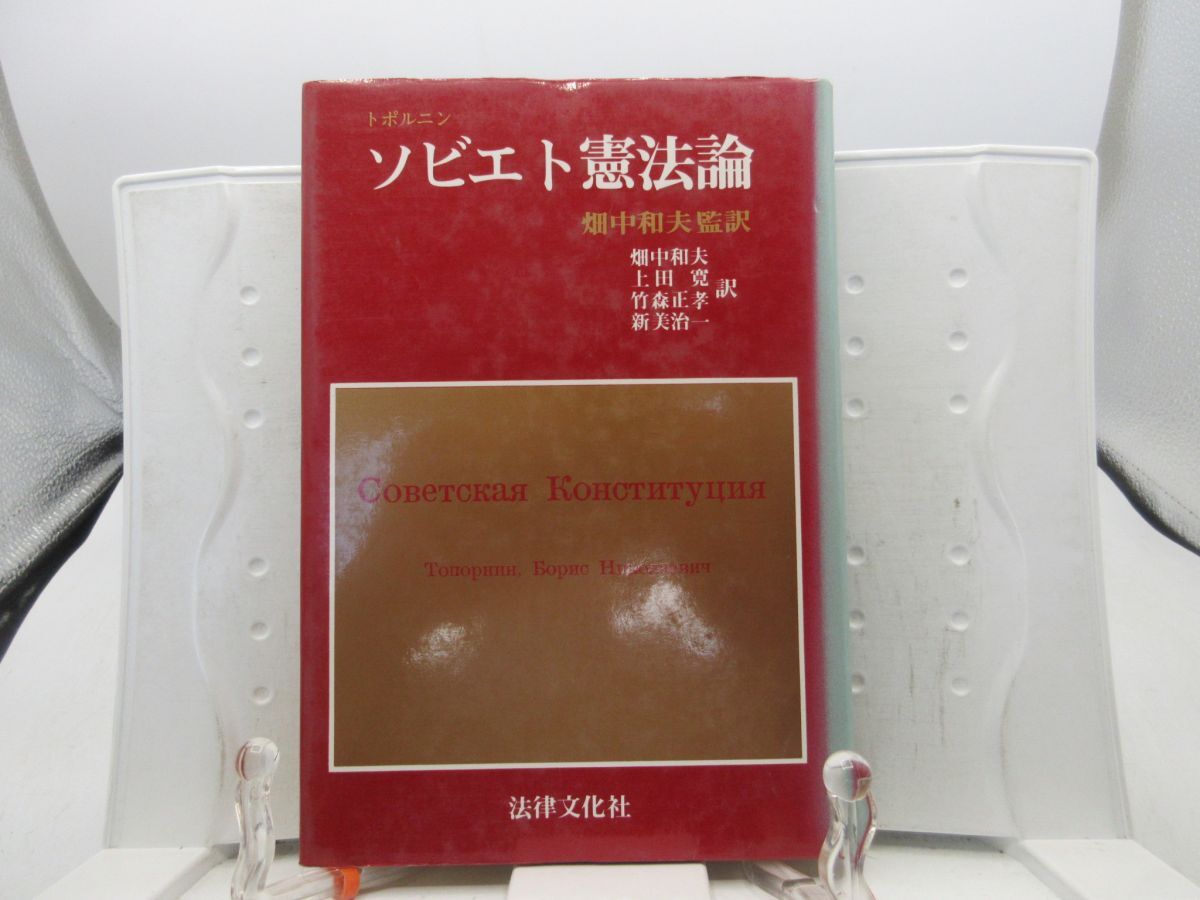 トポルニン
ソビエト憲法論
畑中和夫監訳
畑中和夫
上田 寛
竹森正孝
新美治一
訳
Советская Конституция
Топорнин, Борис Николаевич
法律文化社